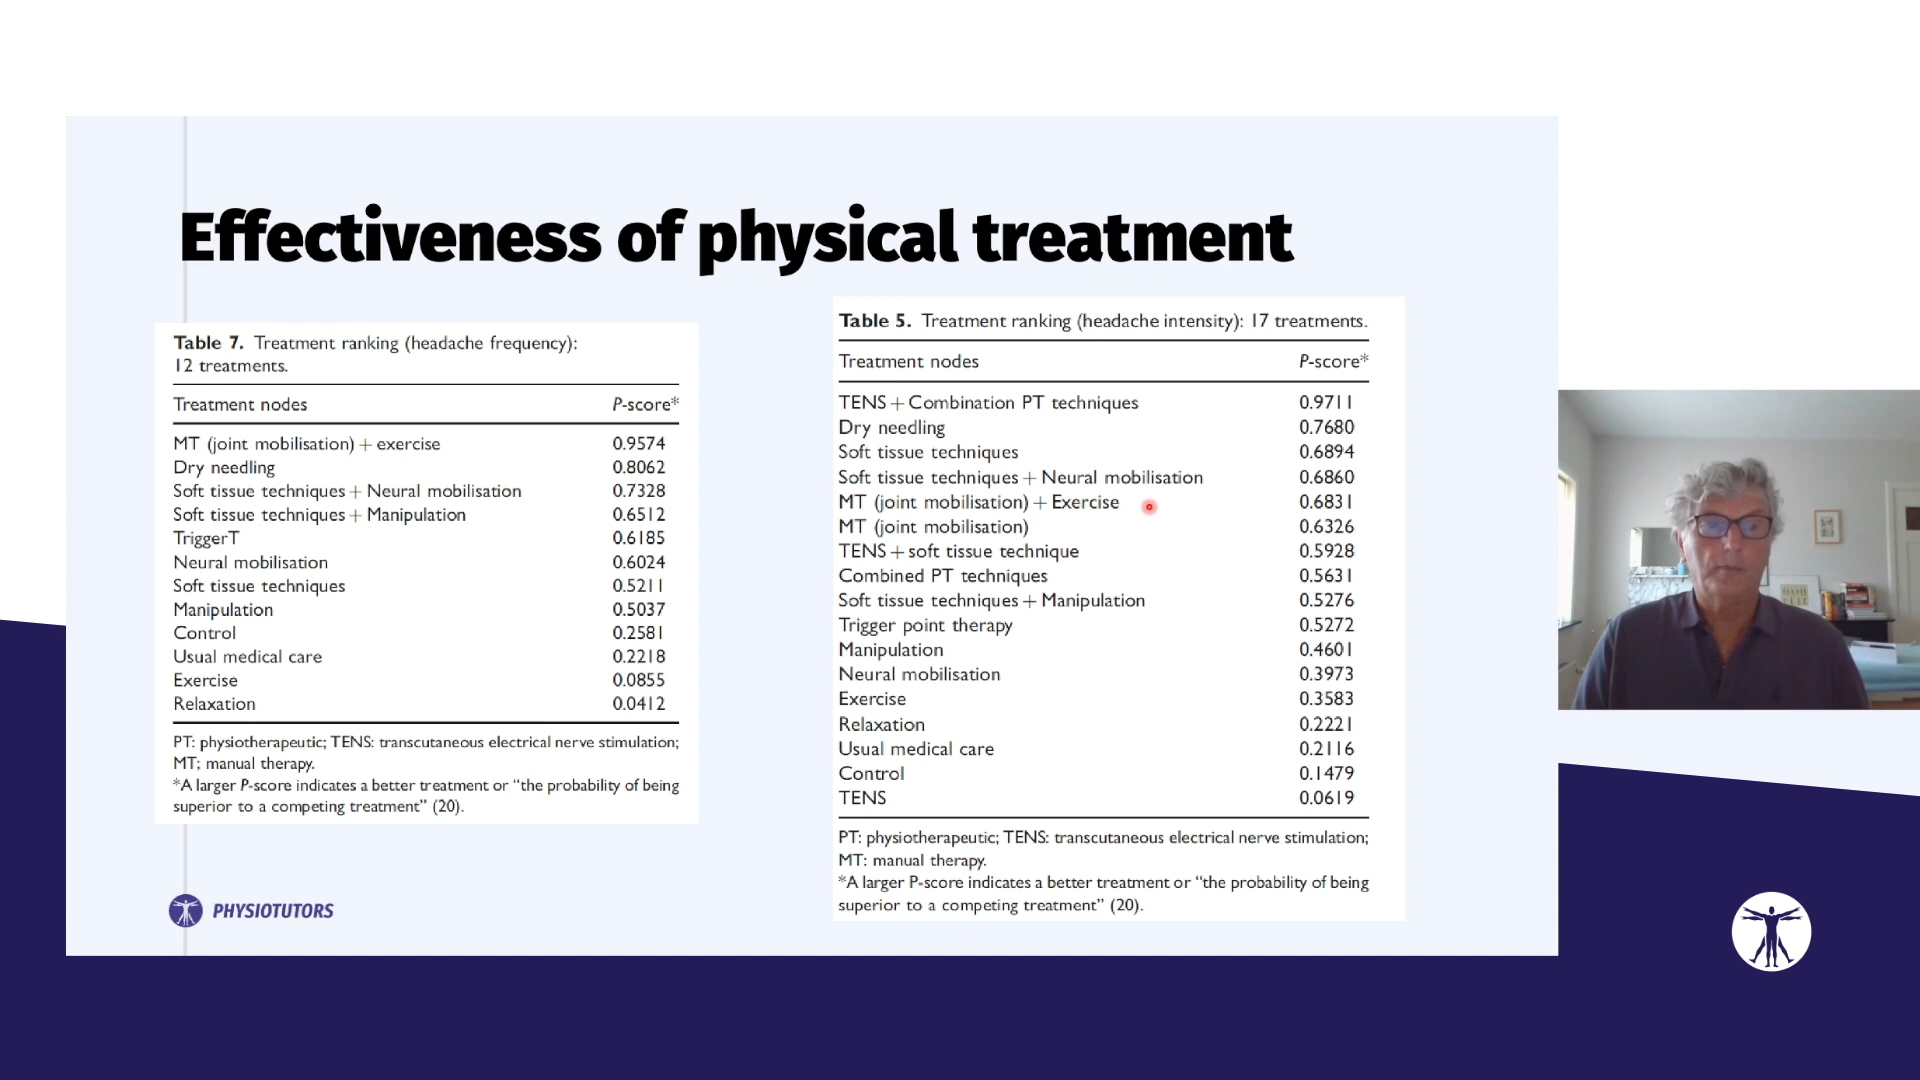 Effectiveness of physical treatment
Table 7. Treatment ranking (headache frequency):
12 treatments.
Treatment nodes P-score*
MT (joint mobilisation) + exercise 0.9574
Dry needling 0.8062
Soft tissue techniques + Neural mobilisation 0.7328
Soft tissue techniques + Manipulation 0.6512
TriggerT 0.6185
Neural mobilisation 0.6024
Soft tissue techniques 0.5211
Manipulation 0.5037
Control 0.2581
Usual medical care 0.2218
Exercise 0.0855
Relaxation 0.0412
PT: physiotherapeutic; TENS: transcutaneous electrical nerve stimulation;
MT; manual therapy.
*A larger P-score indicates a better treatment or “the probability of being
superior to a competing treatment” (20).
Table 5. Treatment ranking (headache intensity): 17 treatments.
Treatment nodes P-score*
TENS + Combination PT techniques 0.9711
Dry needling 0.7680
Soft tissue techniques 0.6894
Soft tissue techniques + Neural mobilisation 0.6860
MT (joint mobilisation) + Exercise 0.6831
MT (joint mobilisation) 0.6326
TENS + soft tissue technique 0.5928
Combined PT techniques 0.5631
Soft tissue techniques + Manipulation 0.5276
Trigger point therapy 0.5272
Manipulation 0.4601
Neural mobilisation 0.3973
Exercise 0.3583
Relaxation 0.2221
Usual medical care 0.2116
Control 0.1479
TENS 0.0619
PT: physiotherapeutic; TENS: transcutaneous electrical nerve stimulation;
MT: manual therapy.
*A larger P-score indicates a better treatment or “the probability of being
superior to a competing treatment” (20).
PHYSIOTUTORS